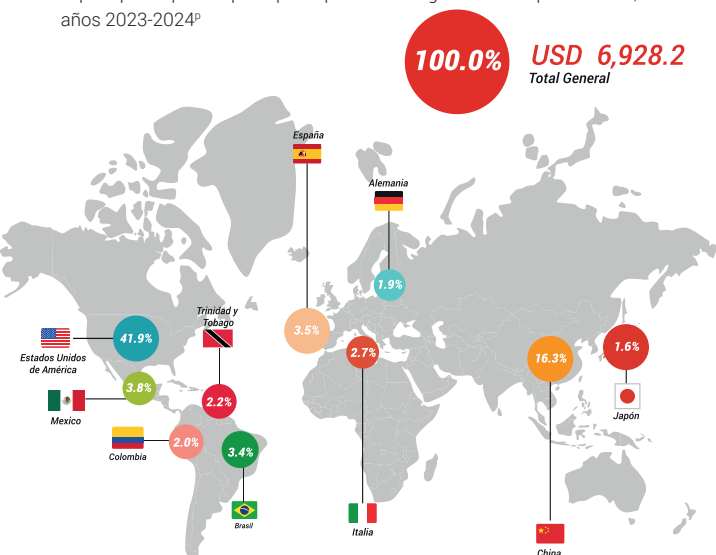 años 2023-2024ᵖ
100.0%
USD 6,928.2
Total General
España
Alemania
1.9%
Trinidad y
Tobago
3.5%
41.9%
Estados Unidos
de América
2.7%
16.3%
1.6%
3.8%
Mexico
2.2%
Japón
2.0%
Colombia
3.4%
Brasil
Italia
China